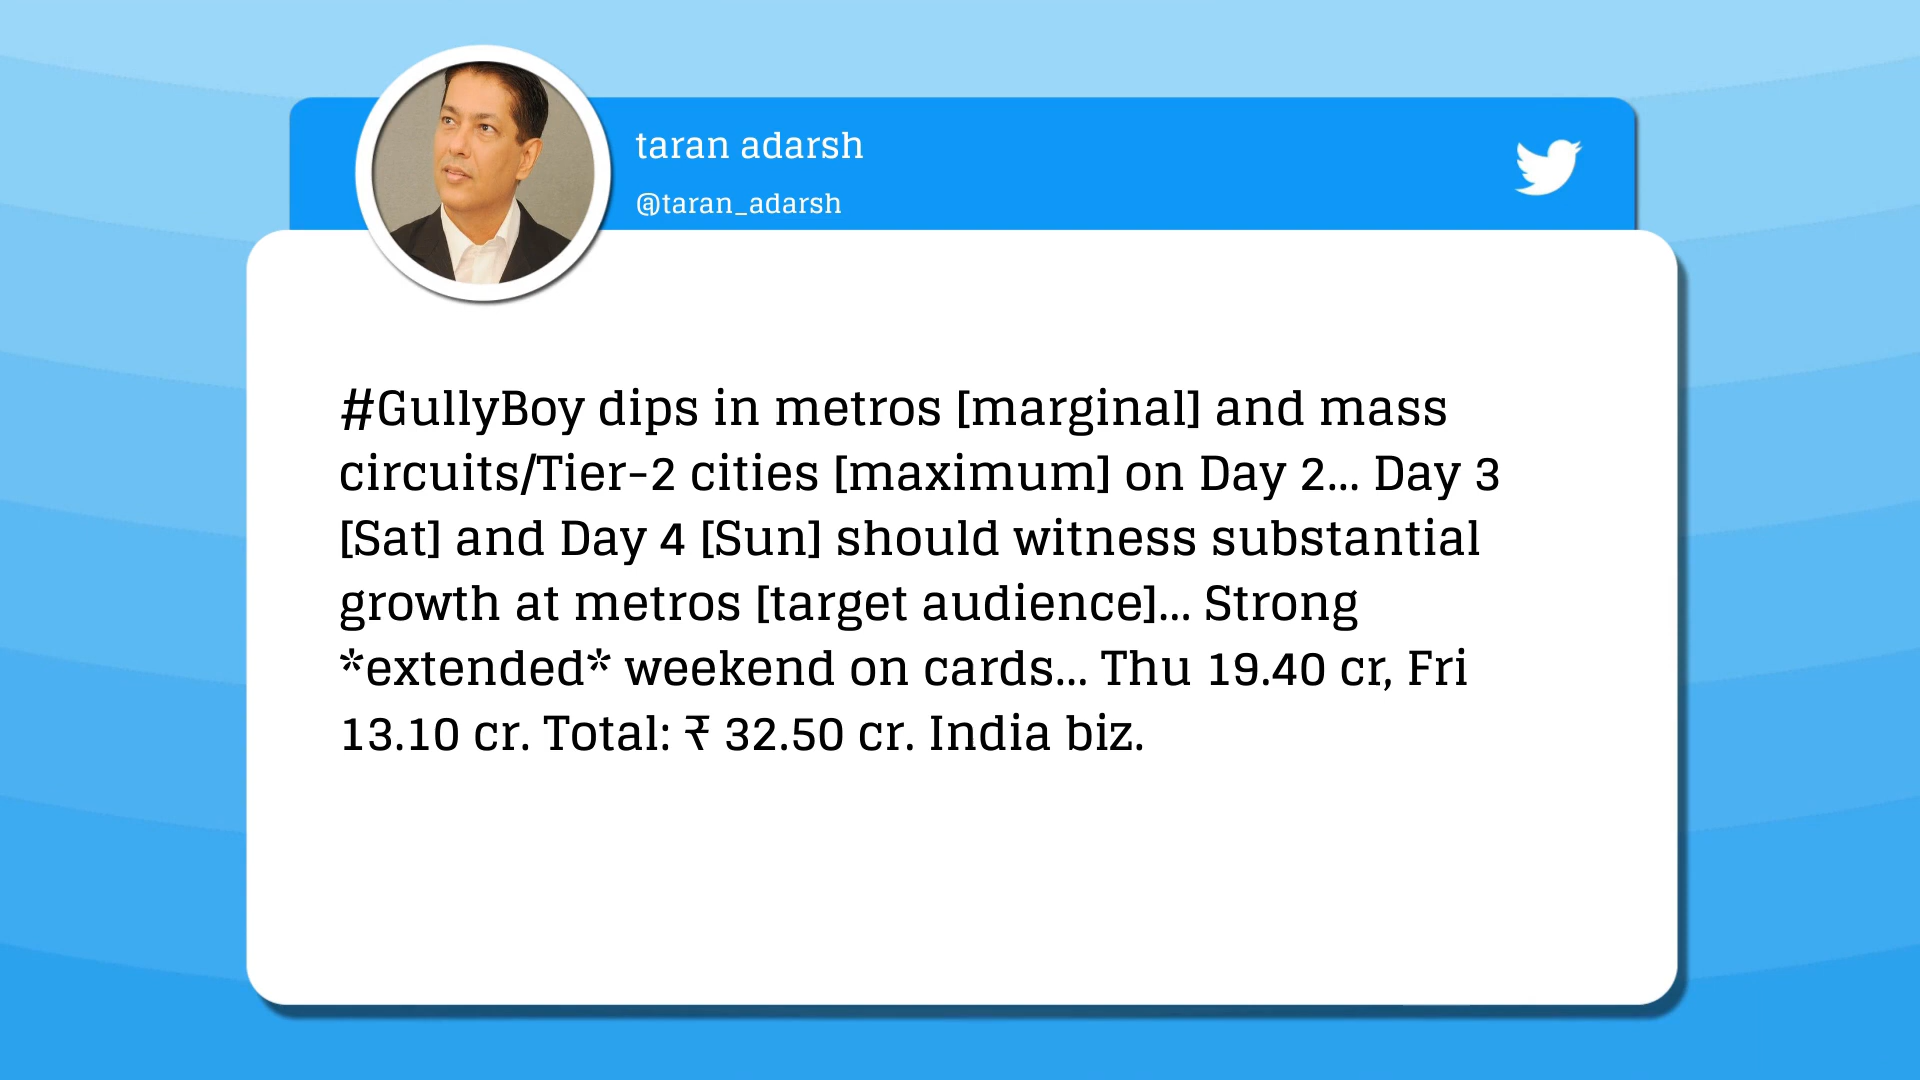 taran adarsh
@taran_adarsh
#GullyBoy dips in metros [marginal] and mass
circuits/Tier-2 cities [maximum] on Day 2... Day 3
[Sat] and Day 4 [Sun] should witness substantial
growth at metros [target audience]... Strong
*extended* weekend on cards... Thu 19.40 cr, Fri
13.10 cr. Total: ₹ 32.50 cr. India biz.